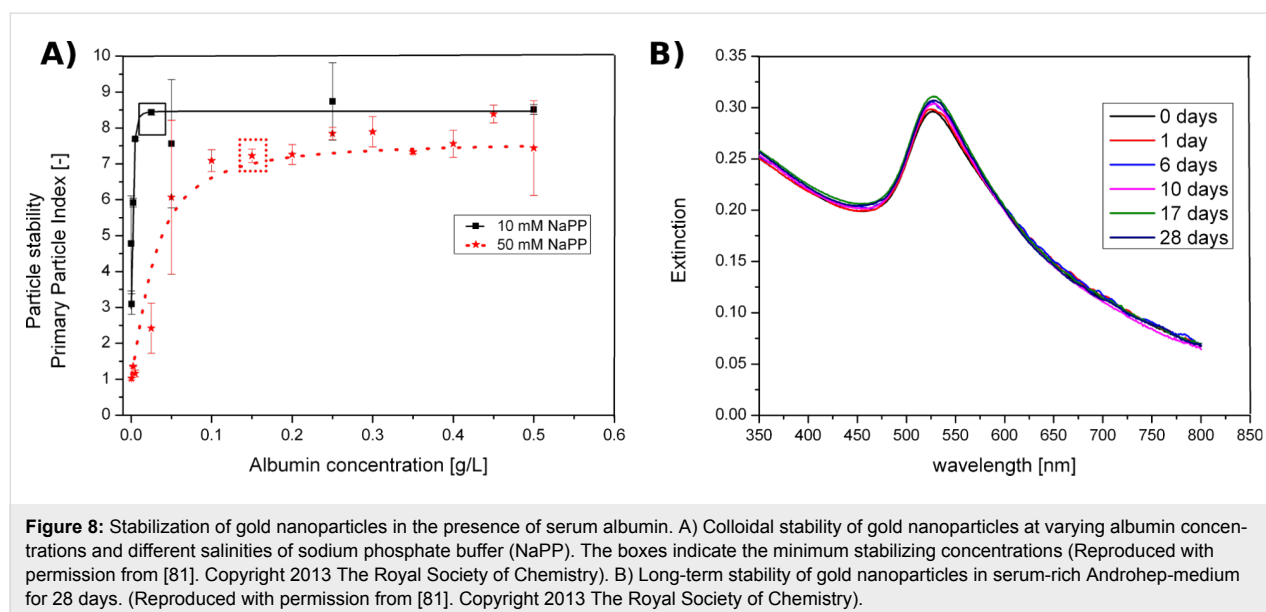 A)
Particle stability
Primary Particle Index [-]
10
9
8
7
6
5
4
3
2
1
0
0.0 0.1 0.2 0.3 0.4 0.5 0.6
Albumin concentration [g/L]
10 mM NaPP
50 mM NaPP
B)
Extinction
0.35
0.30
0.25
0.20
0.15
0.10
0.05
0.00
350 400 450 500 550 600 650 700 750 800 850
wavelength [nm]
0 days
1 day
6 days
10 days
17 days
28 days
Figure 8: Stabilization of gold nanoparticles in the presence of serum albumin. A) Colloidal stability of gold nanoparticles at varying albumin concen-
trations and different salinities of sodium phosphate buffer (NaPP). The boxes indicate the minimum stabilizing concentrations (Reproduced with
permission from [81]. Copyright 2013 The Royal Society of Chemistry). B) Long-term stability of gold nanoparticles in serum-rich Androhep-medium
for 28 days. (Reproduced with permission from [81]. Copyright 2013 The Royal Society of Chemistry).